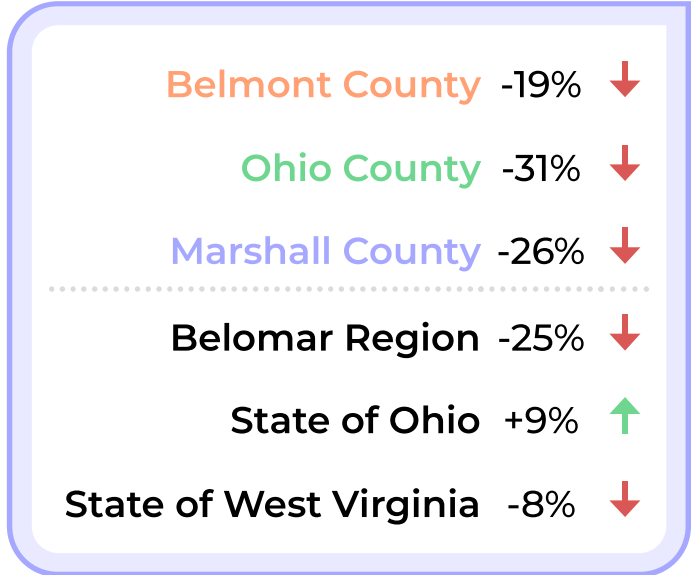 Belmont County -19%
Ohio County -31%
Marshall County -26%
Belomar Region -25%
State of Ohio +9%
State of West Virginia -8%